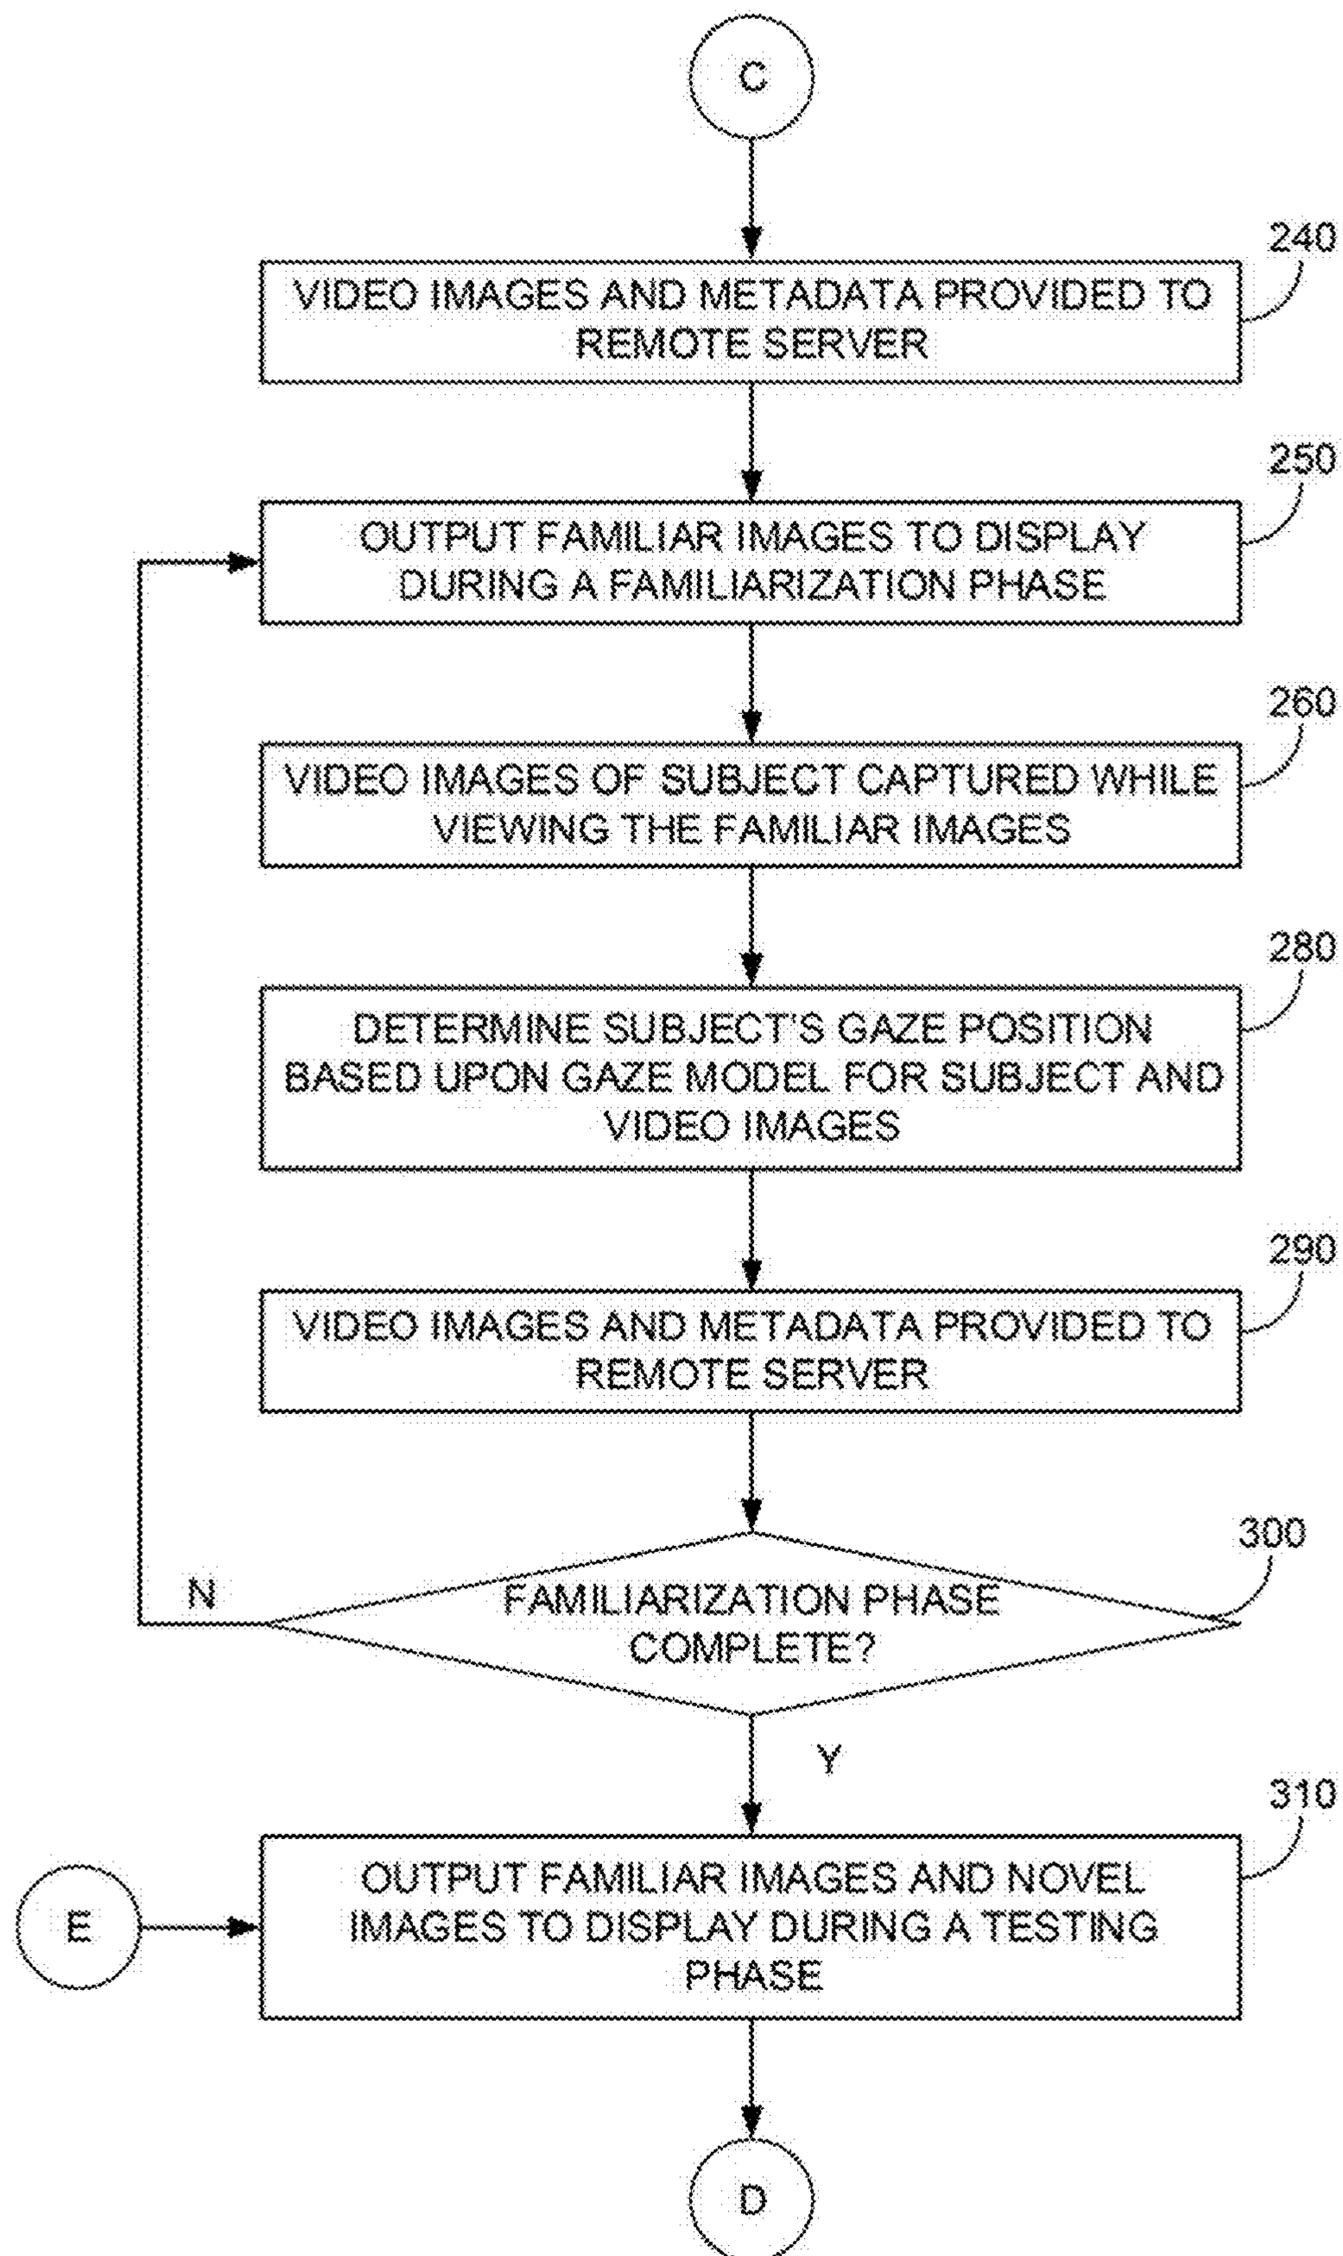 C
240
VIDEO IMAGES AND METADATA PROVIDED TO
REMOTE SERVER
250
OUTPUT FAMILIAR IMAGES TO DISPLAY
DURING A FAMILIARIZATION PHASE
260
VIDEO IMAGES OF SUBJECT CAPTURED WHILE
VIEWING THE FAMILIAR IMAGES
280
DETERMINE SUBJECT'S GAZE POSITION
BASED UPON GAZE MODEL FOR SUBJECT AND
VIDEO IMAGES
290
VIDEO IMAGES AND METADATA PROVIDED TO
REMOTE SERVER
300
N
FAMILIARIZATION PHASE
COMPLETE?
Y
310
OUTPUT FAMILIAR IMAGES AND NOVEL
IMAGES TO DISPLAY DURING A TESTING
PHASE
E
D